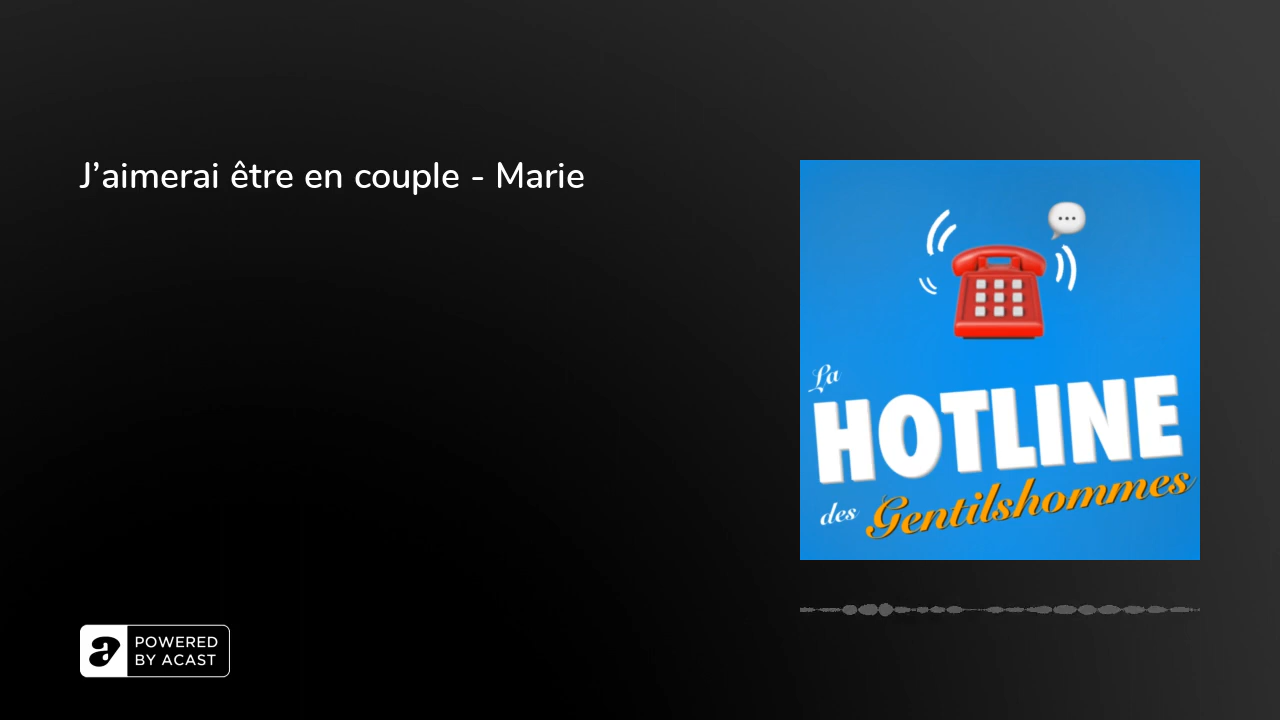 J’aimerai être en couple - Marie
La
HOTLINE
des Gentilshommes
a POWERED
BY ACAST